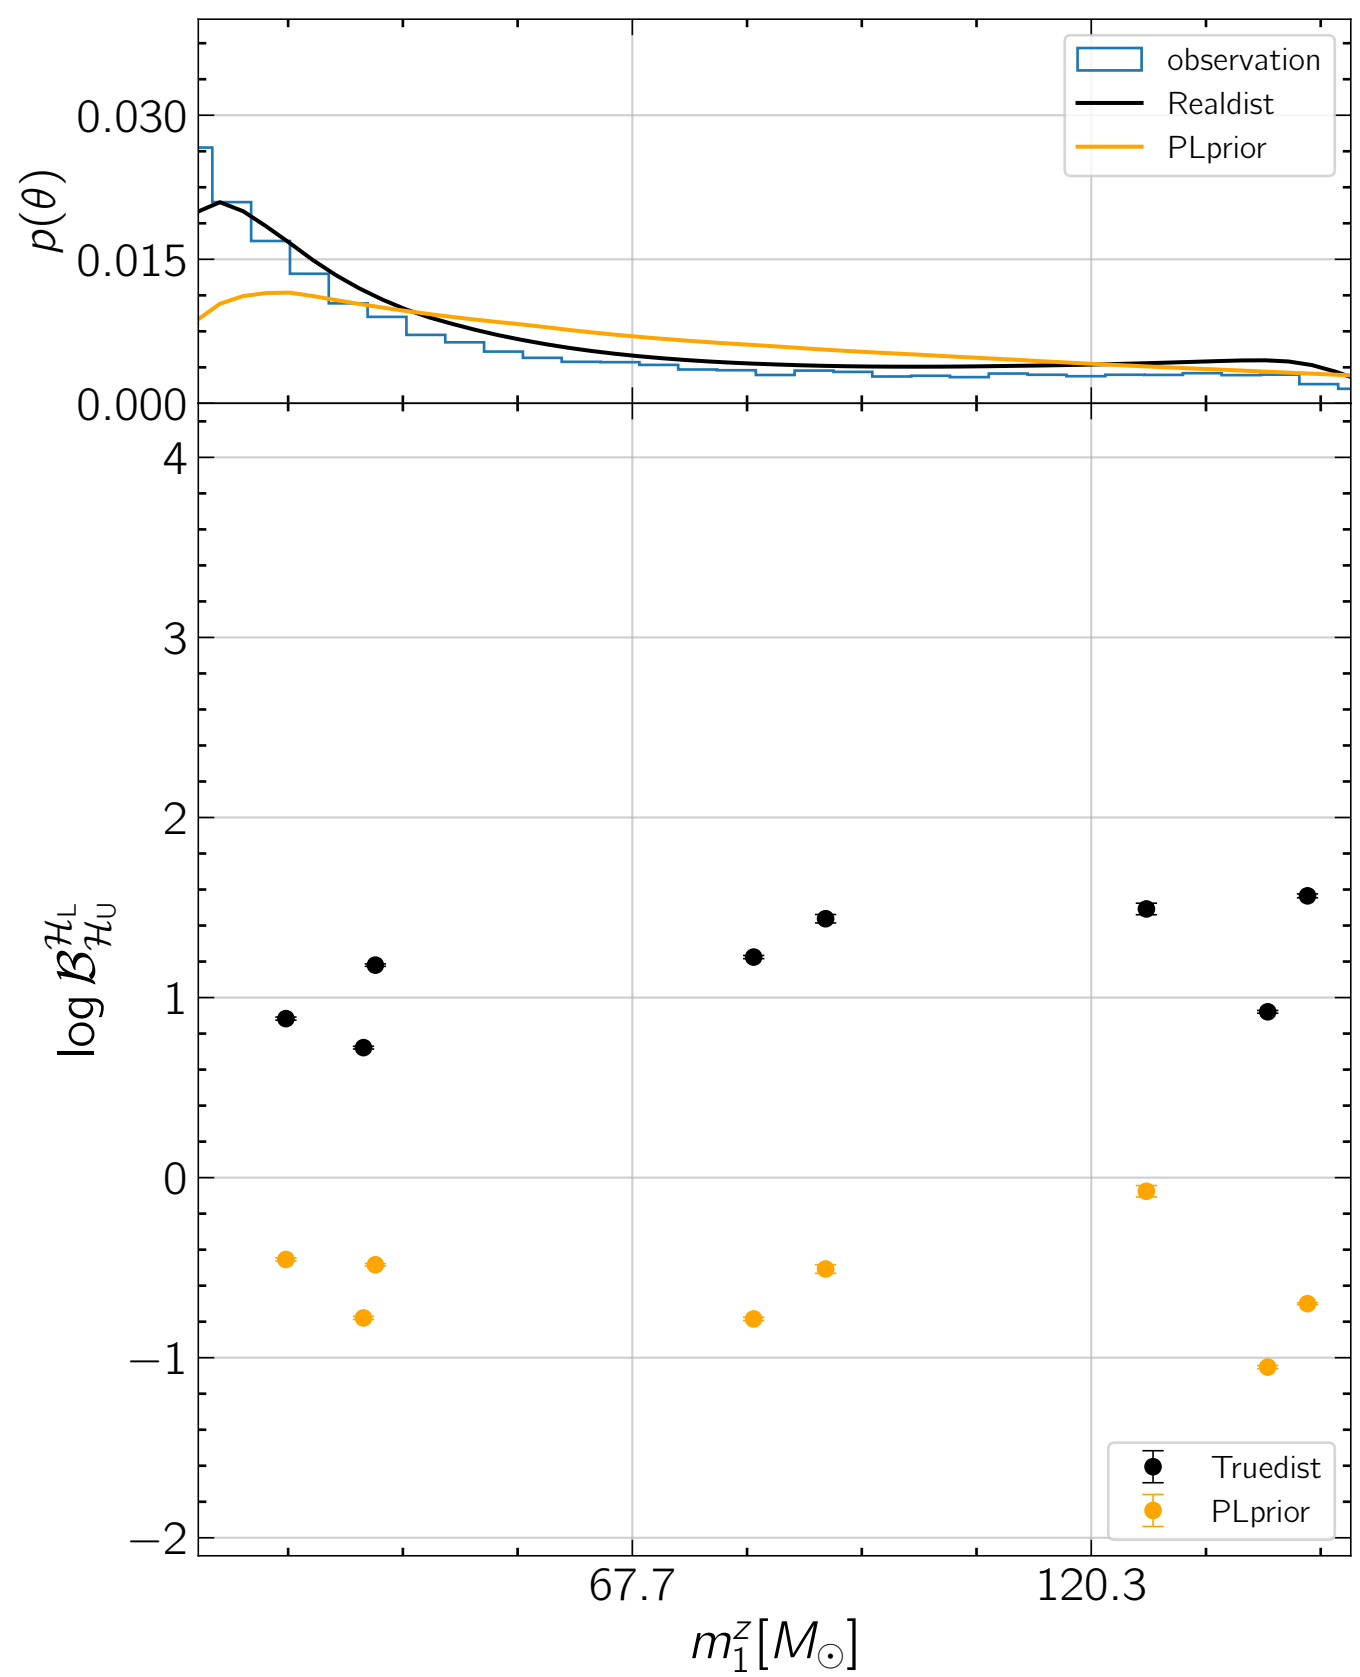 observation
Realdist
PLprior
0.030
0.015
0.000
p(θ)
4
3
2
1
0
−1
−2
log 𝓑^{ℋ_L}_{ℋ_U}
Truedist
PLprior
67.7
120.3
m_1^z[M_⊙]